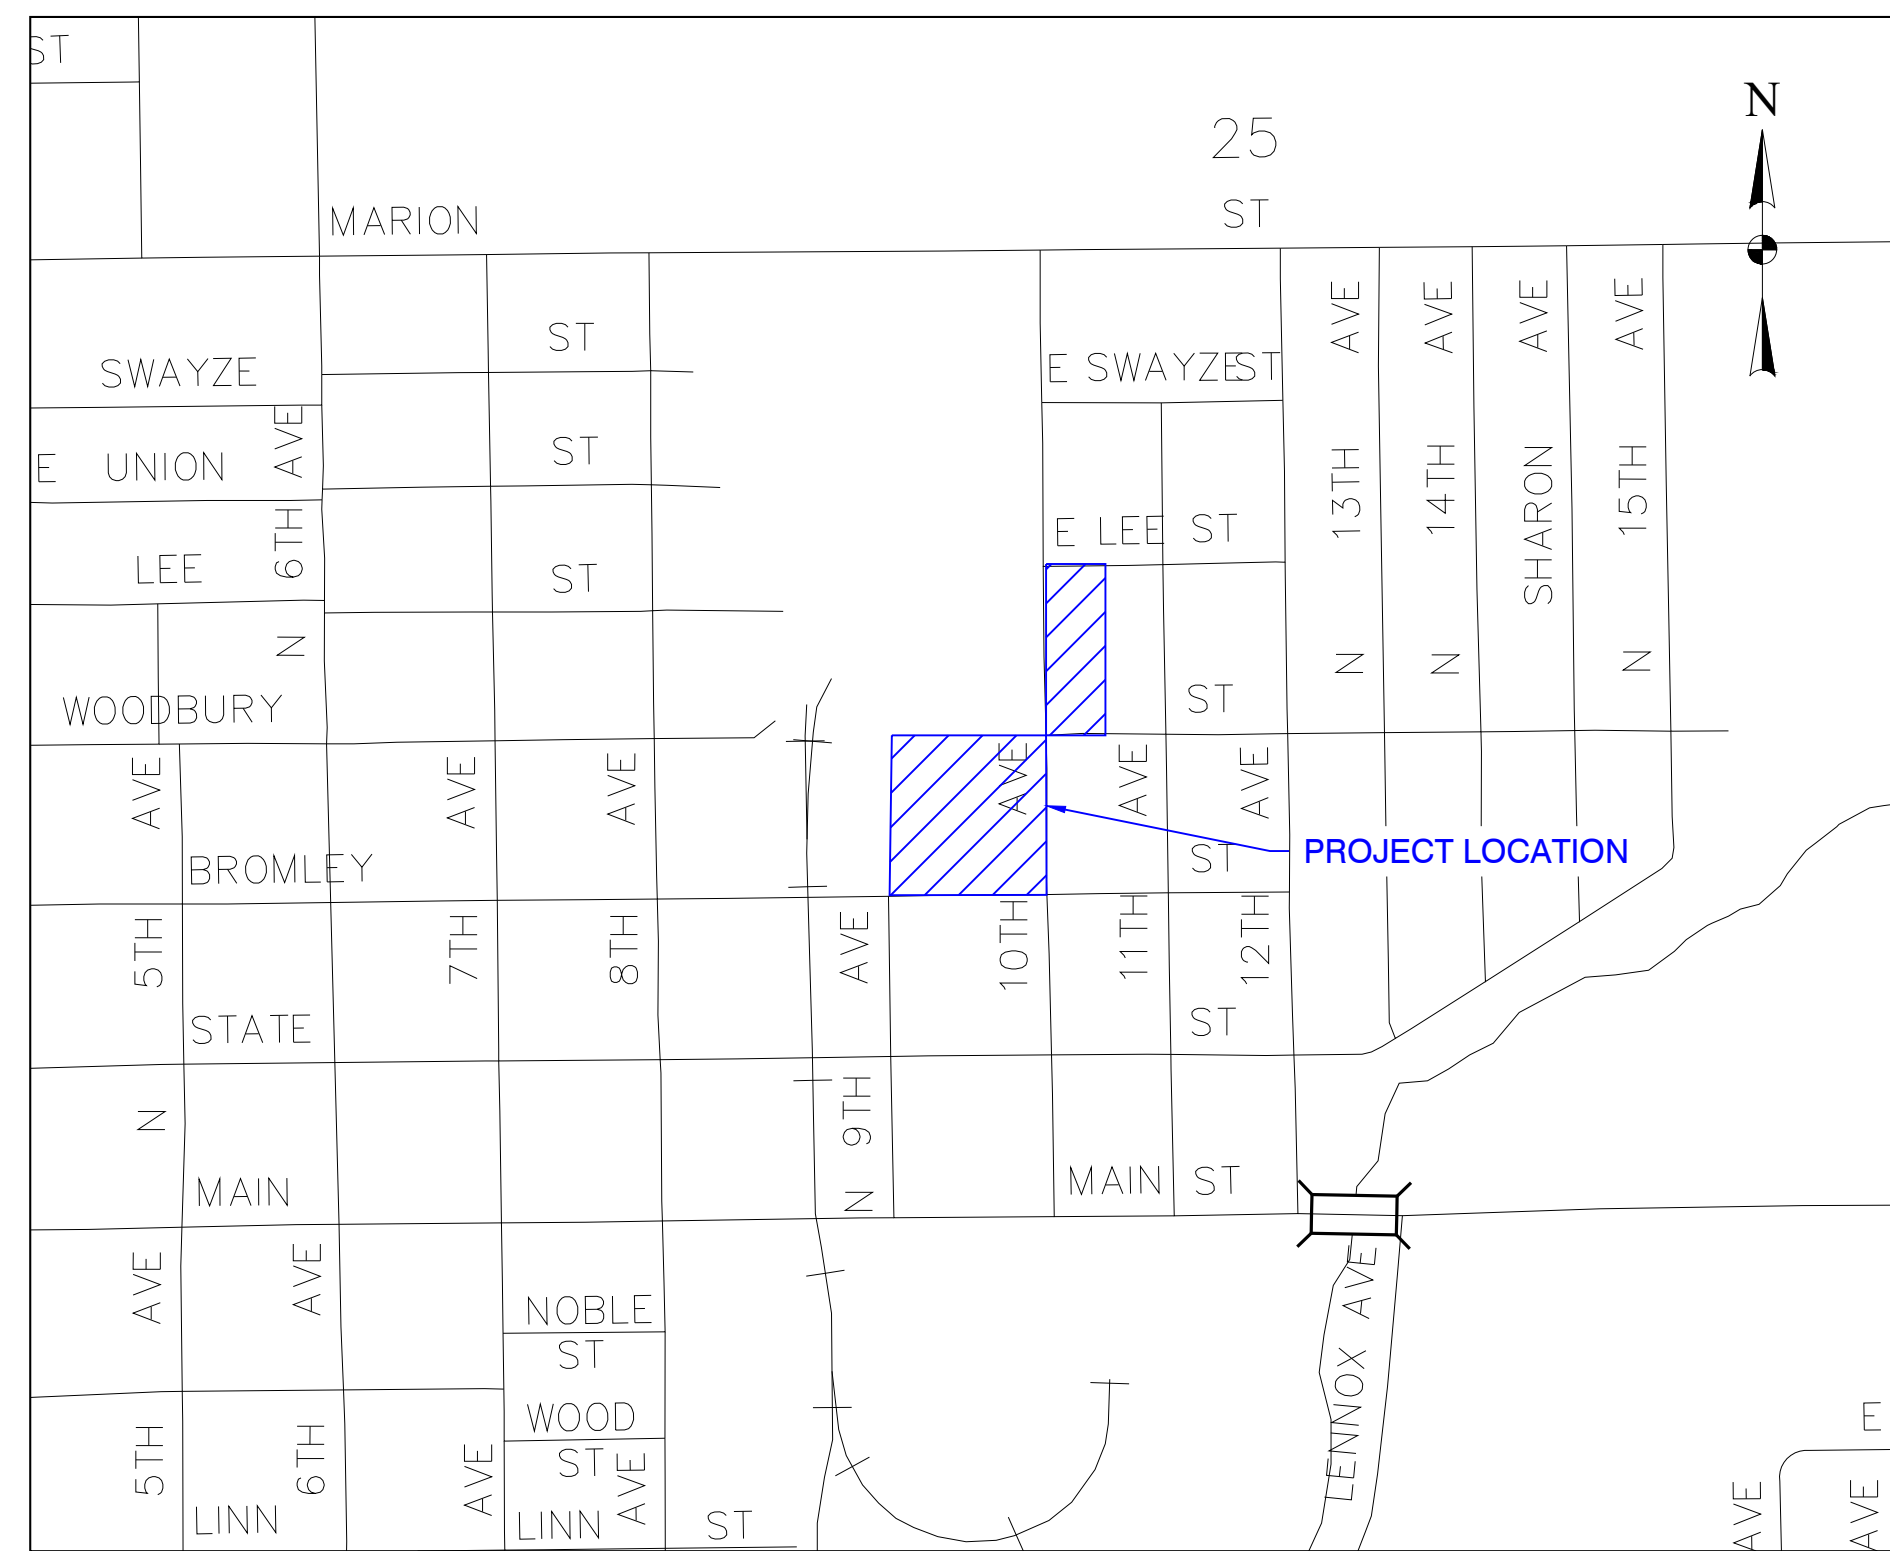 ST
N
25
MARION ST
SWAYZE ST
E SWAYZE ST
E UNION ST
E LEE ST
LEE ST
WOODBURY ST
N 6TH AVE
N 13TH AVE
N 14TH AVE
SHARON AVE
N 15TH AVE
BROMLEY ST
PROJECT LOCATION
N 5TH AVE
7TH AVE
8TH AVE
N 9TH AVE
10TH AVE
11TH AVE
12TH AVE
STATE ST
MAIN
MAIN ST
5TH AVE
6TH AVE
NOBLE
ST
WOOD
ST
LINN
LINN ST
AVE
AVE
LENNOX AVE
E
AVE
AVE